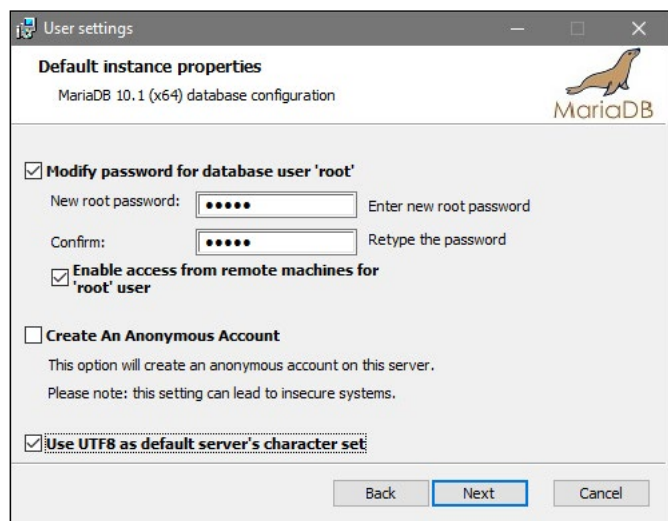 User settings
Default instance properties
MariaDB 10.1 (x64) database configuration
MariaDB
Modify password for database user 'root'
New root password: ●●●●● Enter new root password
Confirm: ●●●●● Retype the password
Enable access from remote machines for
'root' user
Create An Anonymous Account
This option will create an anonymous account on this server.
Please note: this setting can lead to insecure systems.
Use UTF8 as default server's character set
Back Next Cancel